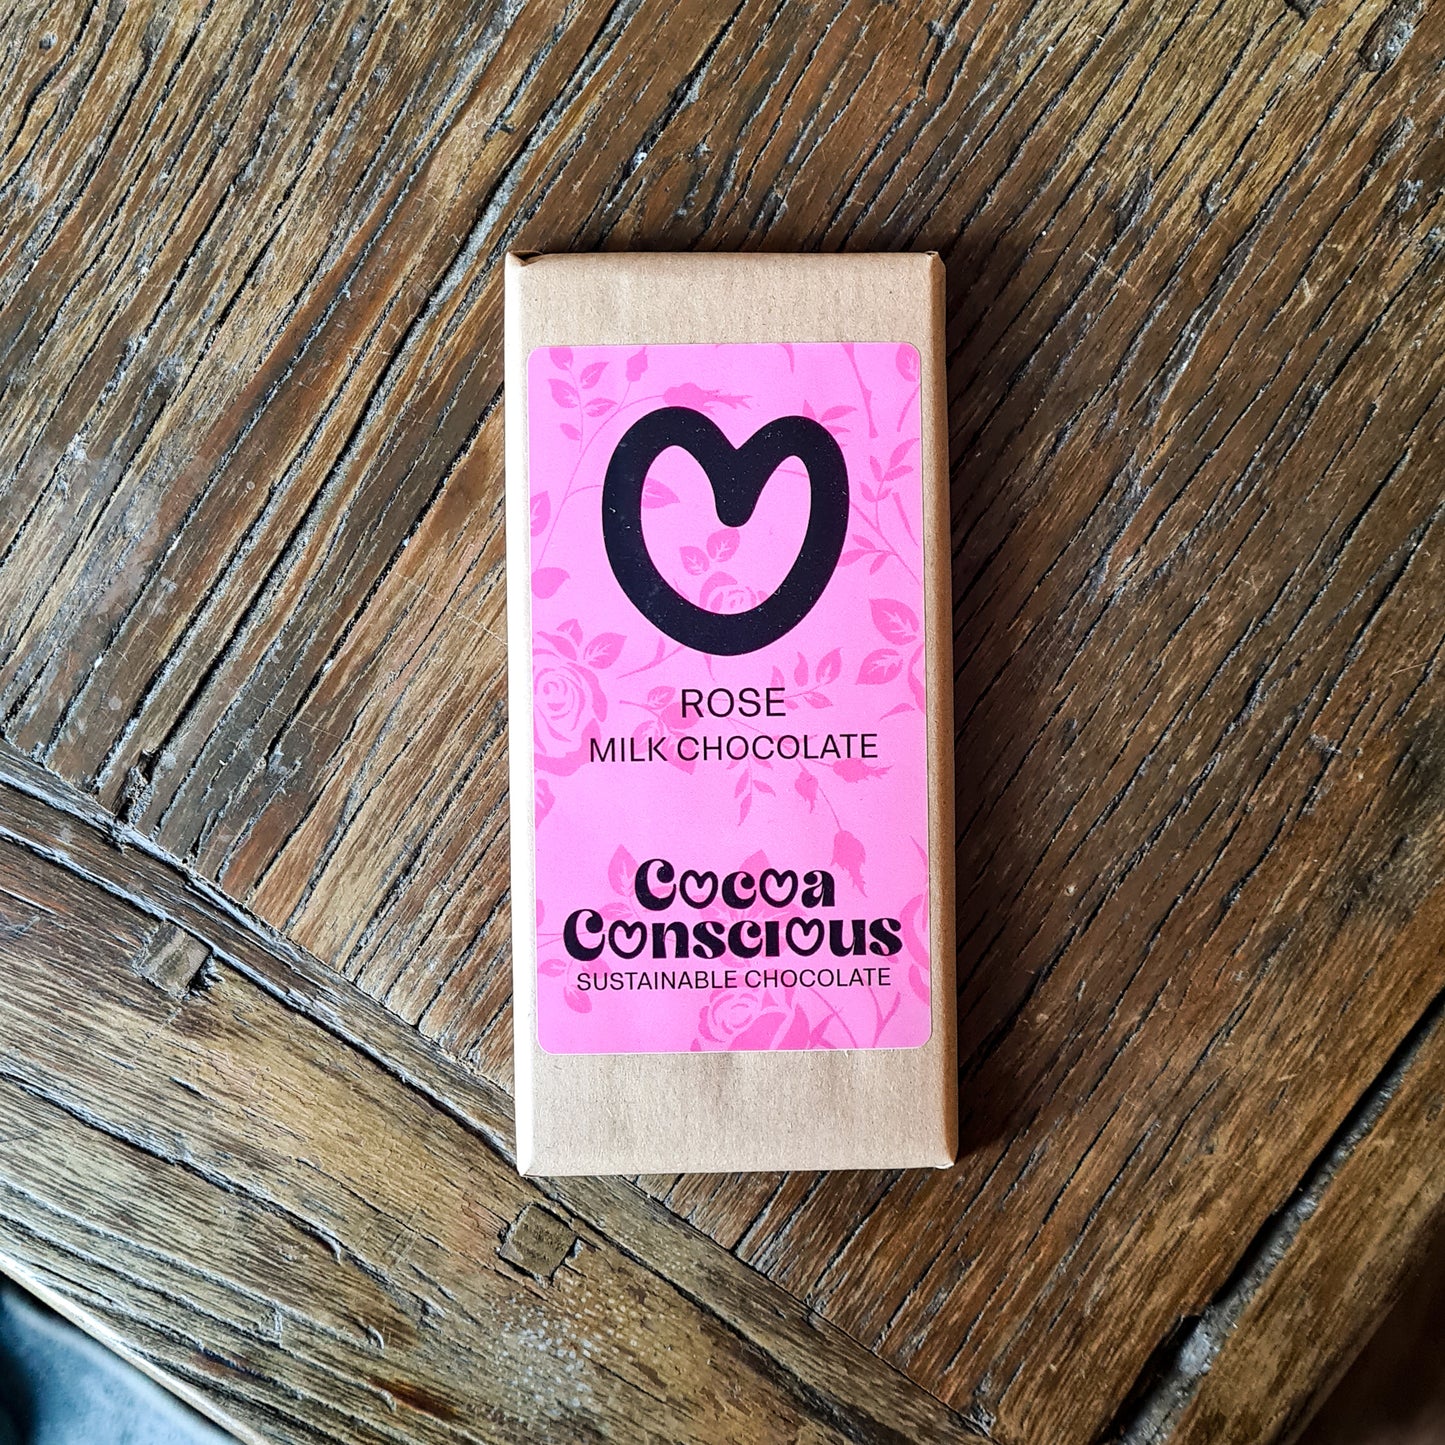 ROSE
MILK CHOCOLATE
Cocoa
Conscious
SUSTAINABLE CHOCOLATE